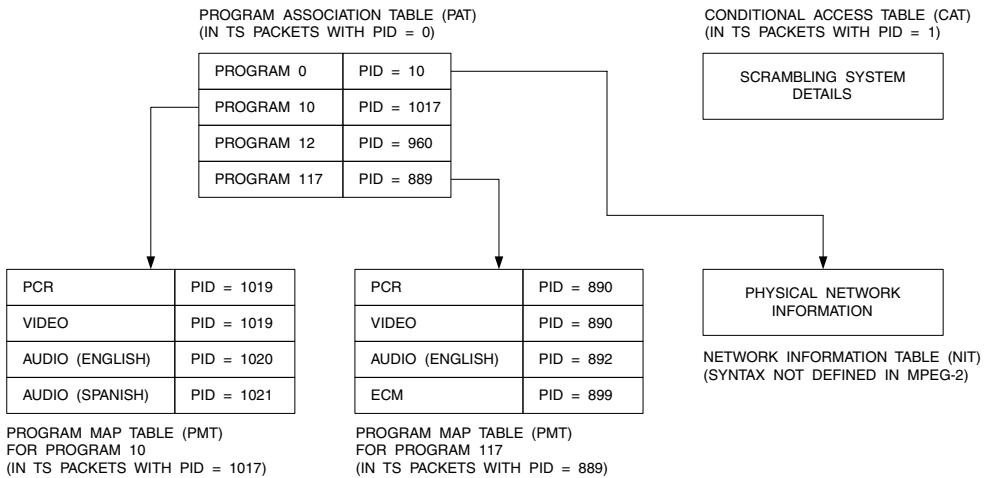 PROGRAM ASSOCIATION TABLE (PAT)
(IN TS PACKETS WITH PID = 0)
PROGRAM 0 PID = 10
PROGRAM 10 PID = 1017
PROGRAM 12 PID = 960
PROGRAM 117 PID = 889
CONDITIONAL ACCESS TABLE (CAT)
(IN TS PACKETS WITH PID = 1)
SCRAMBLING SYSTEM
DETAILS
PCR PID = 1019
VIDEO PID = 1019
AUDIO (ENGLISH) PID = 1020
AUDIO (SPANISH) PID = 1021
PROGRAM MAP TABLE (PMT)
FOR PROGRAM 10
(IN TS PACKETS WITH PID = 1017)
PCR PID = 890
VIDEO PID = 890
AUDIO (ENGLISH) PID = 892
ECM PID = 899
PROGRAM MAP TABLE (PMT)
FOR PROGRAM 117
(IN TS PACKETS WITH PID = 889)
PHYSICAL NETWORK
INFORMATION
NETWORK INFORMATION TABLE (NIT)
(SYNTAX NOT DEFINED IN MPEG-2)